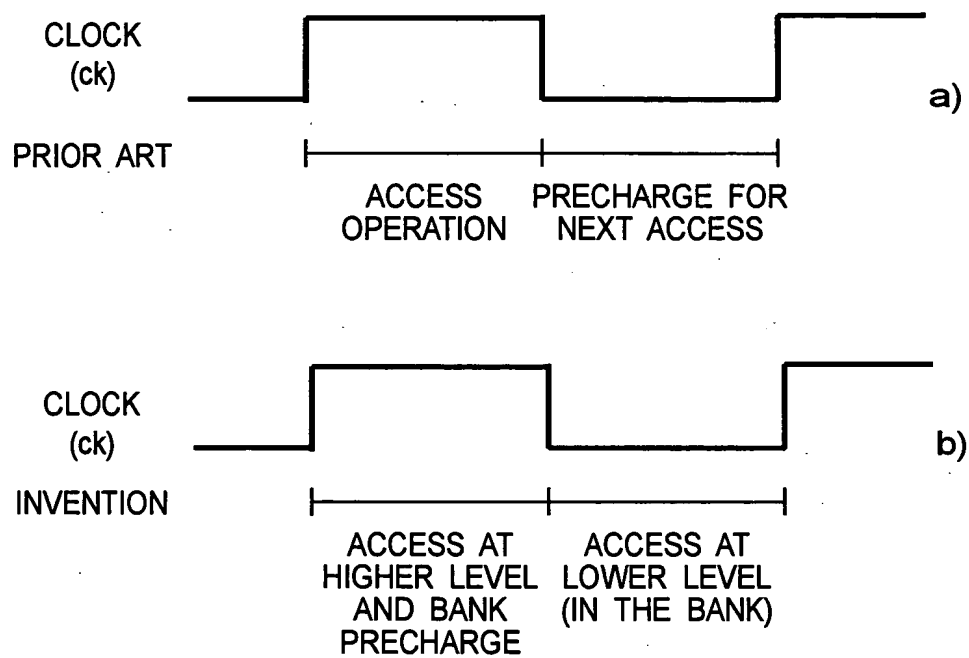 CLOCK
(ck)
a)
PRIOR ART
ACCESS
OPERATION
PRECHARGE FOR
NEXT ACCESS
CLOCK
(ck)
b)
INVENTION
ACCESS AT
HIGHER LEVEL
AND BANK
PRECHARGE
ACCESS AT
LOWER LEVEL
(IN THE BANK)